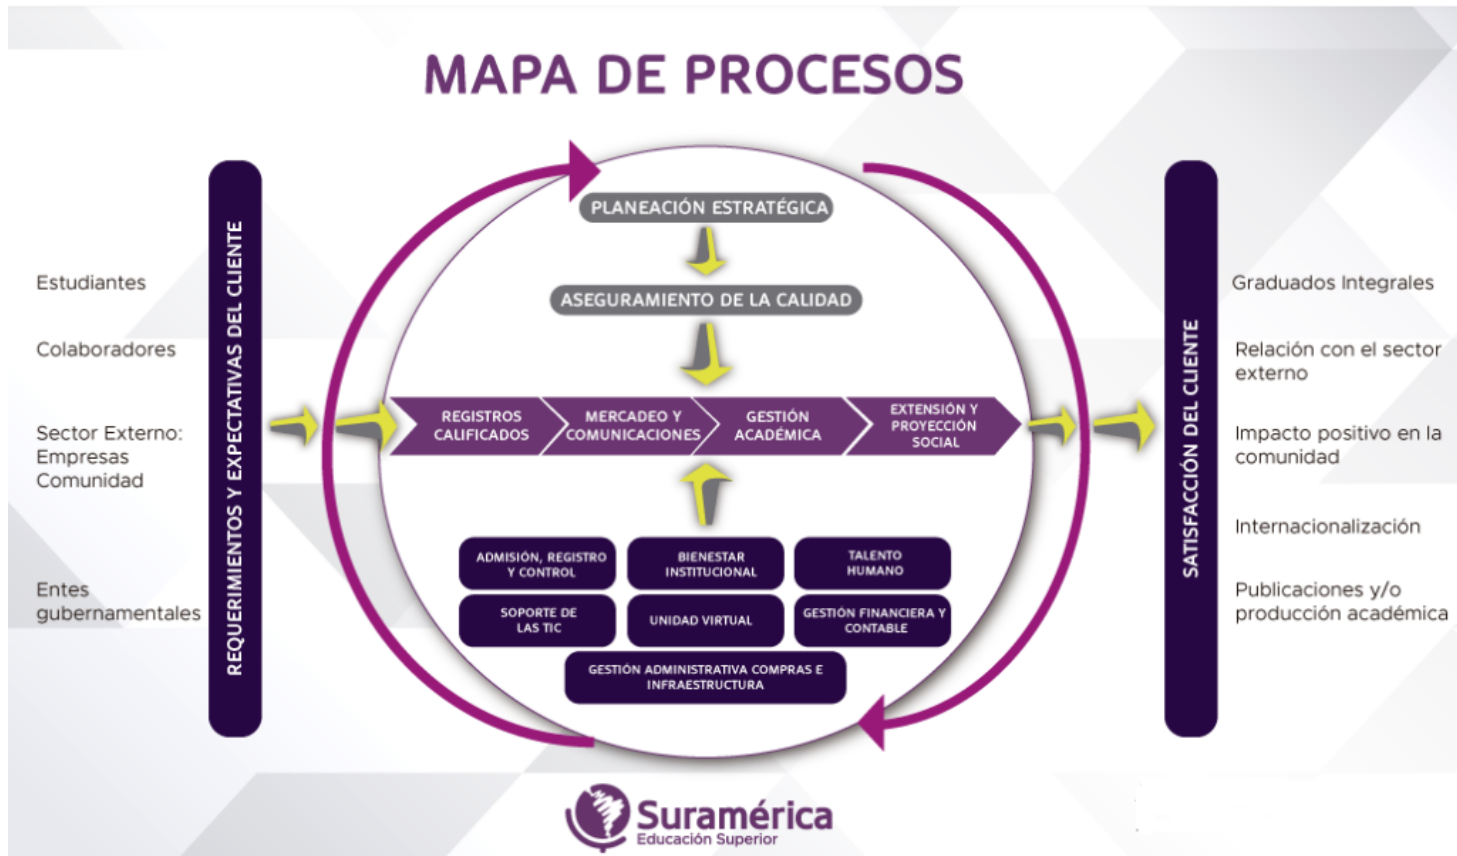 MAPA DE PROCESOS
REQUERIMIENTOS Y EXPECTATIVAS DEL CLIENTE
Estudiantes
Colaboradores
Sector Externo:
Empresas
Comunidad
Entes
gubernamentales
PLANEACIÓN ESTRATÉGICA
ASEGURAMIENTO DE LA CALIDAD
REGISTROS
CALIFICADOS
MERCADEO Y
COMUNICACIONES
GESTIÓN
ACADÉMICA
EXTENSIÓN Y
PROYECCIÓN
SOCIAL
ADMISIÓN, REGISTRO
Y CONTROL
BIENESTAR
INSTITUCIONAL
TALENTO
HUMANO
SOPORTE DE
LAS TIC
UNIDAD VIRTUAL
GESTIÓN FINANCIERA Y
CONTABLE
GESTIÓN ADMINISTRATIVA COMPRAS E
INFRAESTRUCTURA
SATISFACCIÓN DEL CLIENTE
Graduados Integrales
Relación con el sector
externo
Impacto positivo en la
comunidad
Internacionalización
Publicaciones y/o
producción académica
Suramérica
Educación Superior